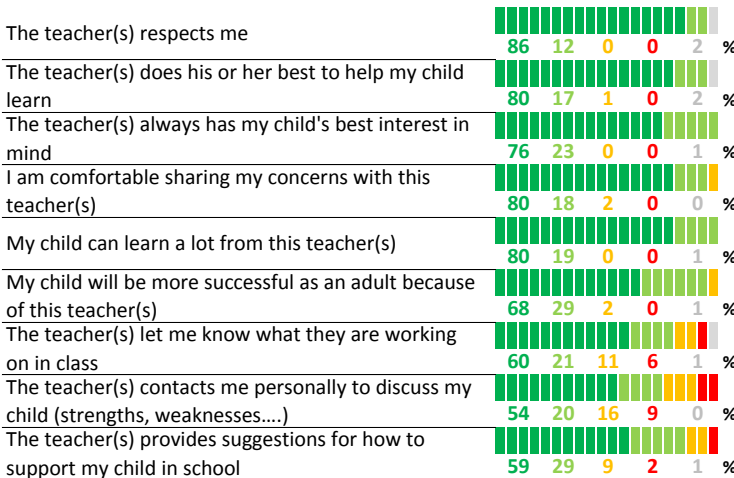 The teacher(s) respects me
86 12 0 0 2 %
The teacher(s) does his or her best to help my child
learn
80 17 1 0 2 %
The teacher(s) always has my child's best interest in
mind
76 23 0 0 1 %
I am comfortable sharing my concerns with this
teacher(s)
80 18 2 0 0 %
My child can learn a lot from this teacher(s)
80 19 0 0 1 %
My child will be more successful as an adult because
of this teacher(s)
68 29 2 0 1 %
The teacher(s) let me know what they are working
on in class
60 21 11 6 1 %
The teacher(s) contacts me personally to discuss my
child (strengths, weaknesses....)
54 20 16 9 0 %
The teacher(s) provides suggestions for how to
support my child in school
59 29 9 2 1 %